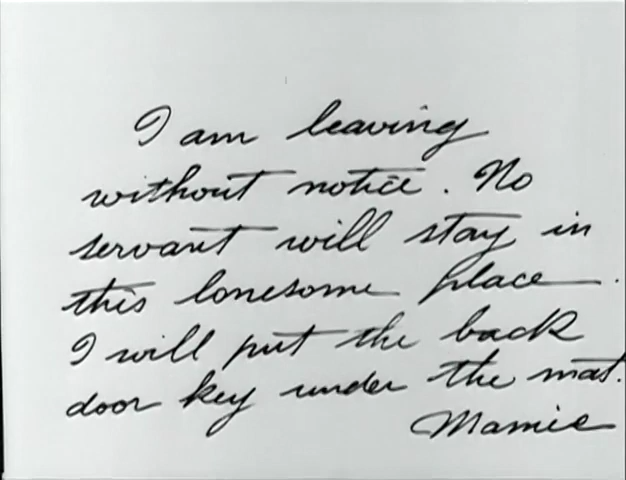 I am leaving
without notice. No
servant will stay in
this lonesome place.
I will put the back
door key under the mat.
Mamie